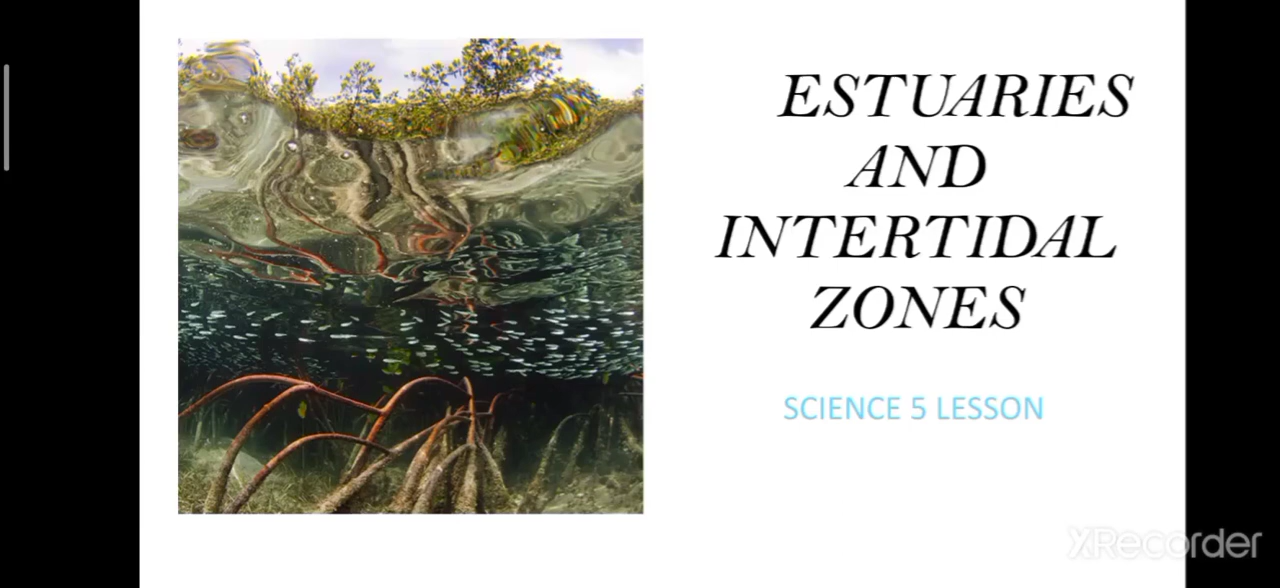 ESTUARIES
AND
INTERTIDAL
ZONES
SCIENCE 5 LESSON
XRecorder